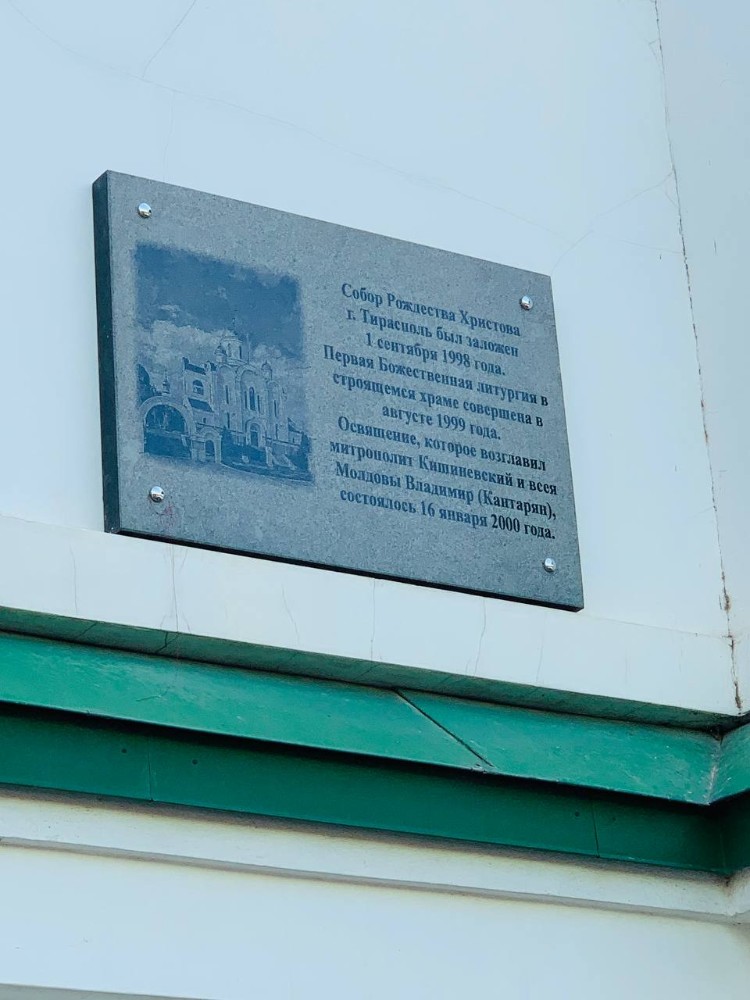 Собор Рождества Христова
г. Тирасполь был заложен
1 сентября 1998 года.
Первая Божественная литургия в
строящемся храме совершена в
августе 1999 года.
Освящение, которое возглавил
митрополит Кишиневский и всея
Молдовы Владимир (Кантарян),
состоялось 16 января 2000 года.